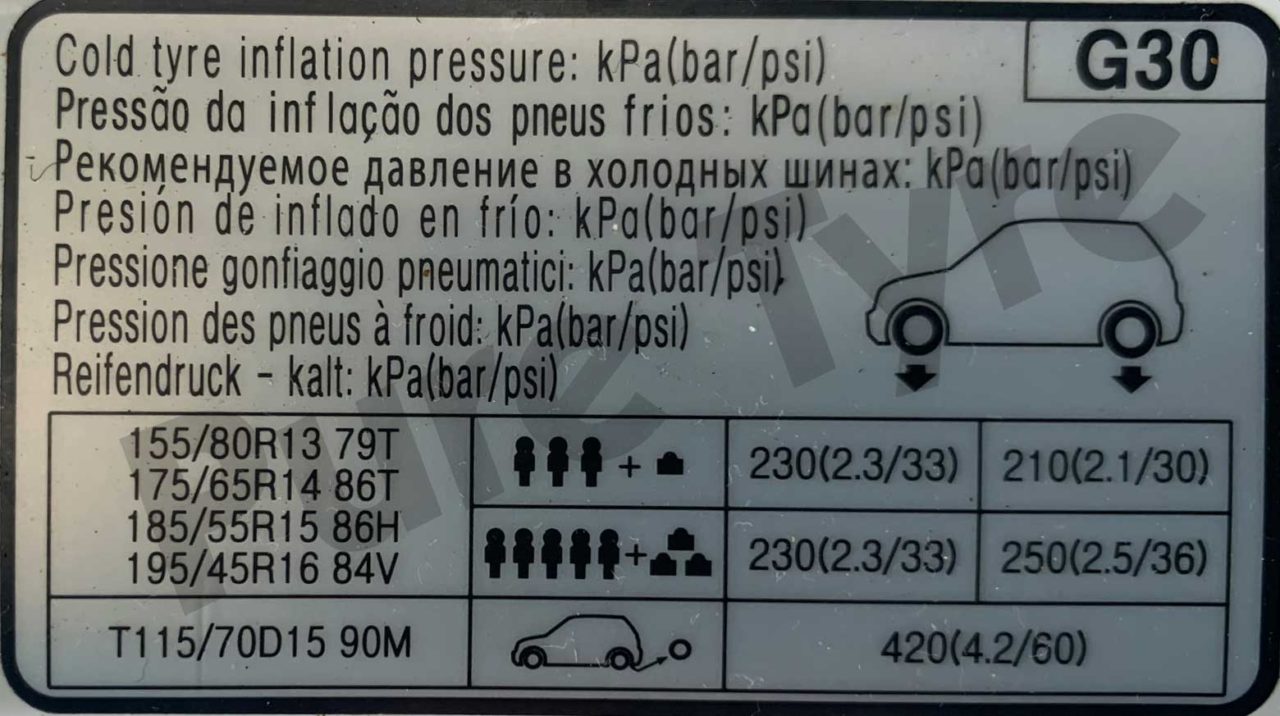 Cold tyre inflation pressure: kPa(bar/psi)
G30
Pressão da inflação dos pneus frios: kPa(bar/psi)
Рекомендуемое давление в холодных шинах: kPa(bar/psi)
Presión de inflado en frío: kPa(bar/psi)
Pressione gonfiaggio pneumatici: kPa(bar/psi)
Pression des pneus à froid: kPa(bar/psi)
Reifendruck - kalt: kPa(bar/psi)
Pure Tyre
155/80R13 79T
175/65R14 86T
185/55R15 86H
195/45R16 84V
+ 230(2.3/33) 210(2.1/30)
+ 230(2.3/33) 250(2.5/36)
T115/70D15 90M 420(4.2/60)